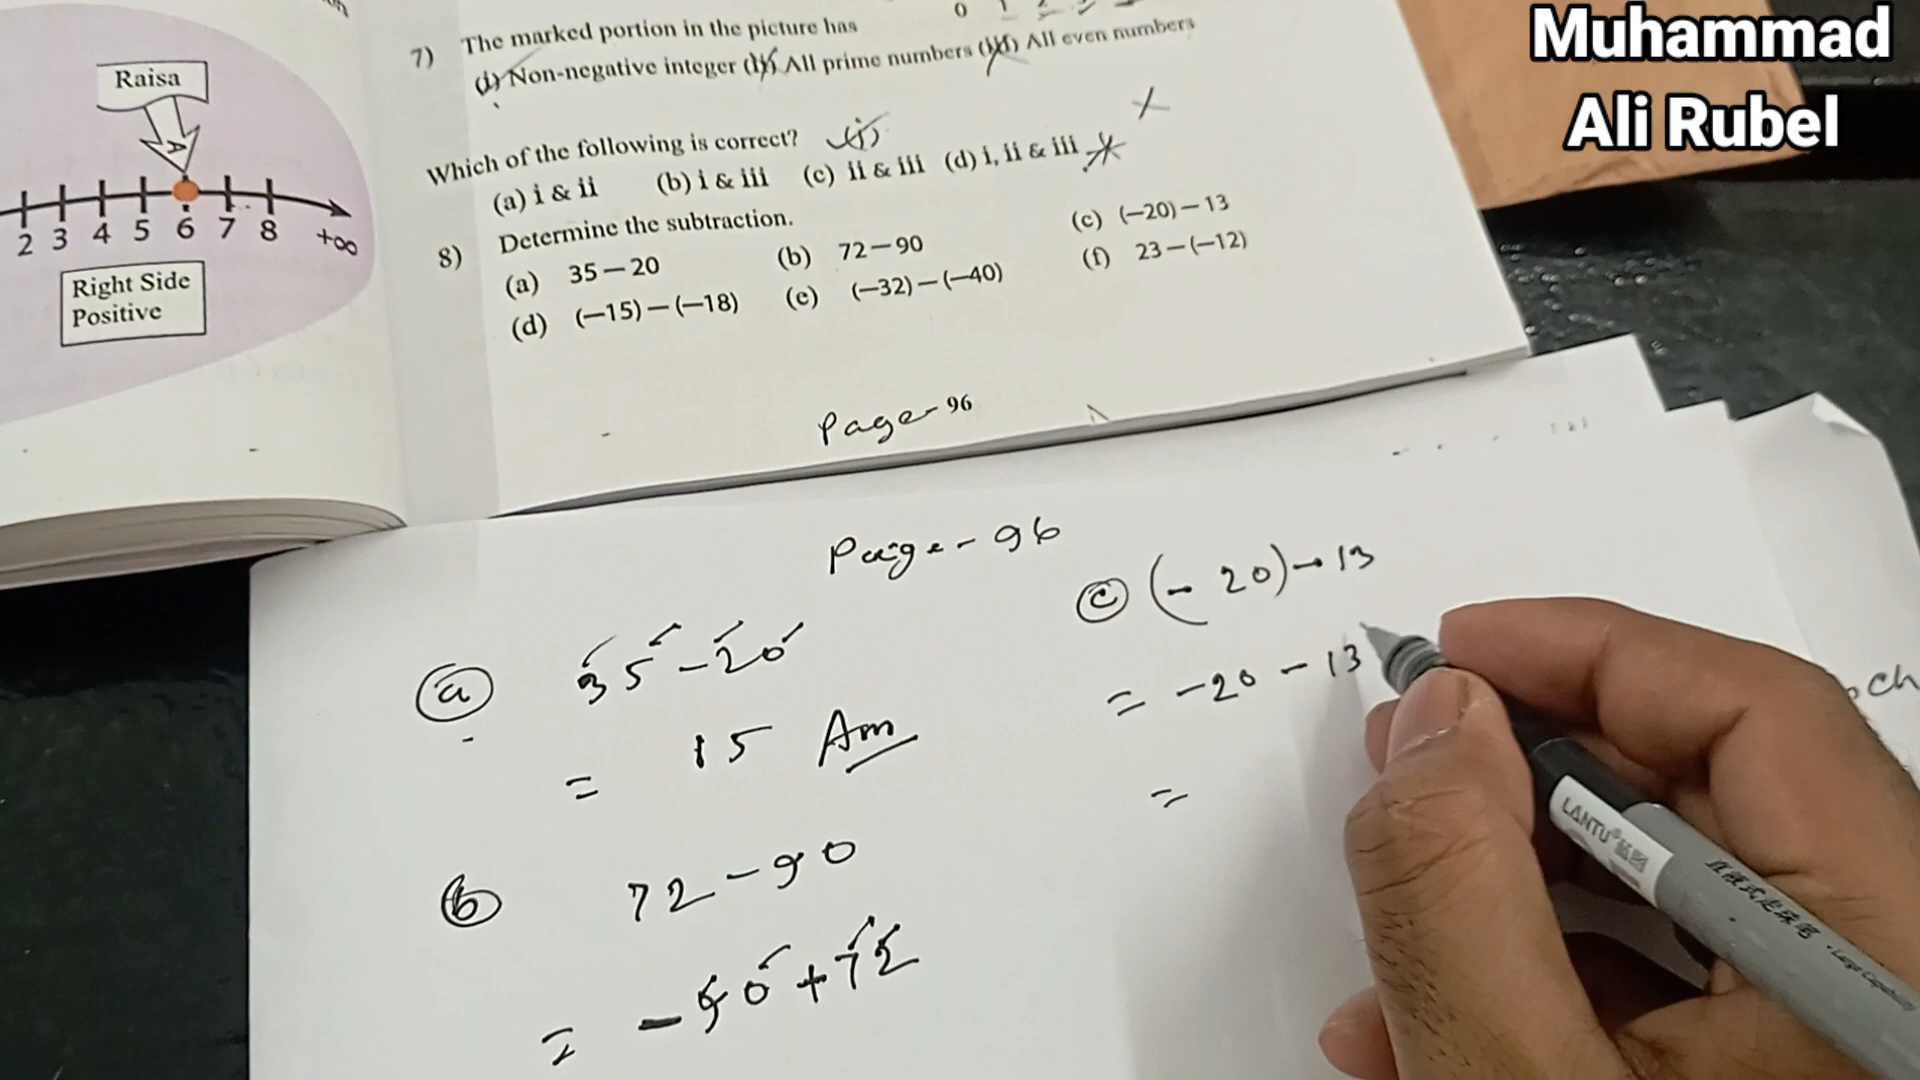 Muhammad
Ali Rubel
Raisa
A
2 3 4 5 6 7 8 +∞
Right Side
Positive
0 1 2
7) The marked portion in the picture has
(i) Non-negative integer (ii) All prime numbers (iii) All even numbers
Which of the following is correct? (i)
(a) i & ii (b) i & iii (c) ii & iii (d) i, ii & iii
8) Determine the subtraction.
(a) 35 − 20 (b) 72 − 90 (c) (−20) − 13
(d) (−15) − (−18) (e) (−32) − (−40) (f) 23 − (−12)
Page- 96
Page - 96
(a) 35 - 20
= 15 Ans
(b) 72 - 90
= - 90 + 72
(c) (- 20) - 13
= - 20 - 13
=
LANTU